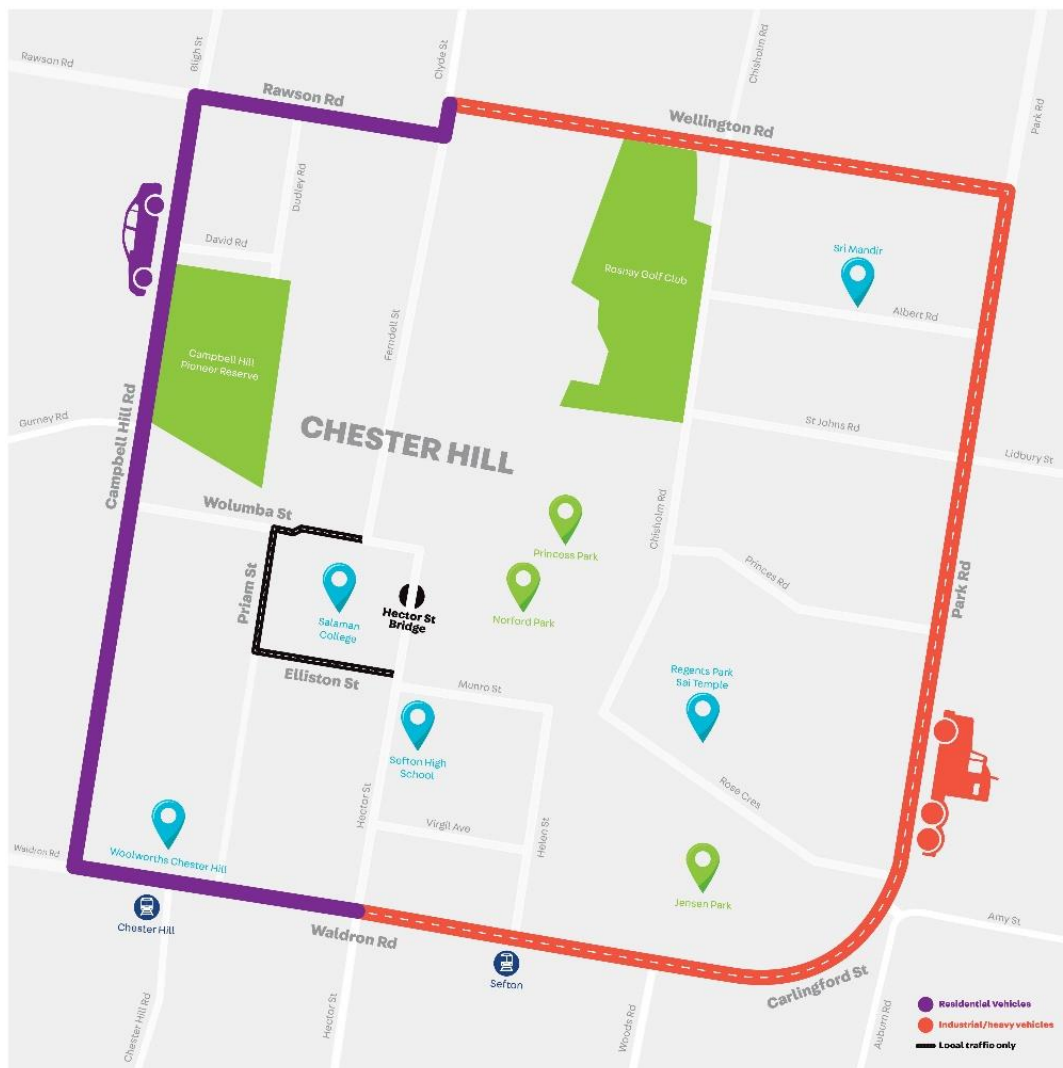 Rawson Rd
Bligh St
Clyde St
Chisholm Rd
Park Rd
Rawson Rd
Wellington Rd
Dudley Rd
David Rd
Sri Mandir
Rosnay Golf Club
Albert Rd
Campbell Hill
Pioneer Reserve
Ferndell St
Gurney Rd
Campbell Hill Rd
CHESTER HILL
St Johns Rd
Lidbury St
Wolumba St
Chisholm Rd
Princess Park
Princes Rd
Park Rd
Priam St
Salaman
College
Hector St
Bridge
Norford Park
Elliston St
Munro St
Regents Park
Sai Temple
Sefton High
School
Rose Cres
Hector St
Virgil Ave
Helen St
Waldron Rd
Woolworths Chester Hill
Jensen Park
Chester Hill
Waldron Rd
Sefton
Amy St
Carlingford St
Chester Hill Rd
Hector St
Woods Rd
Auburn Rd
Residential Vehicles
Industrial/heavy vehicles
Local traffic only